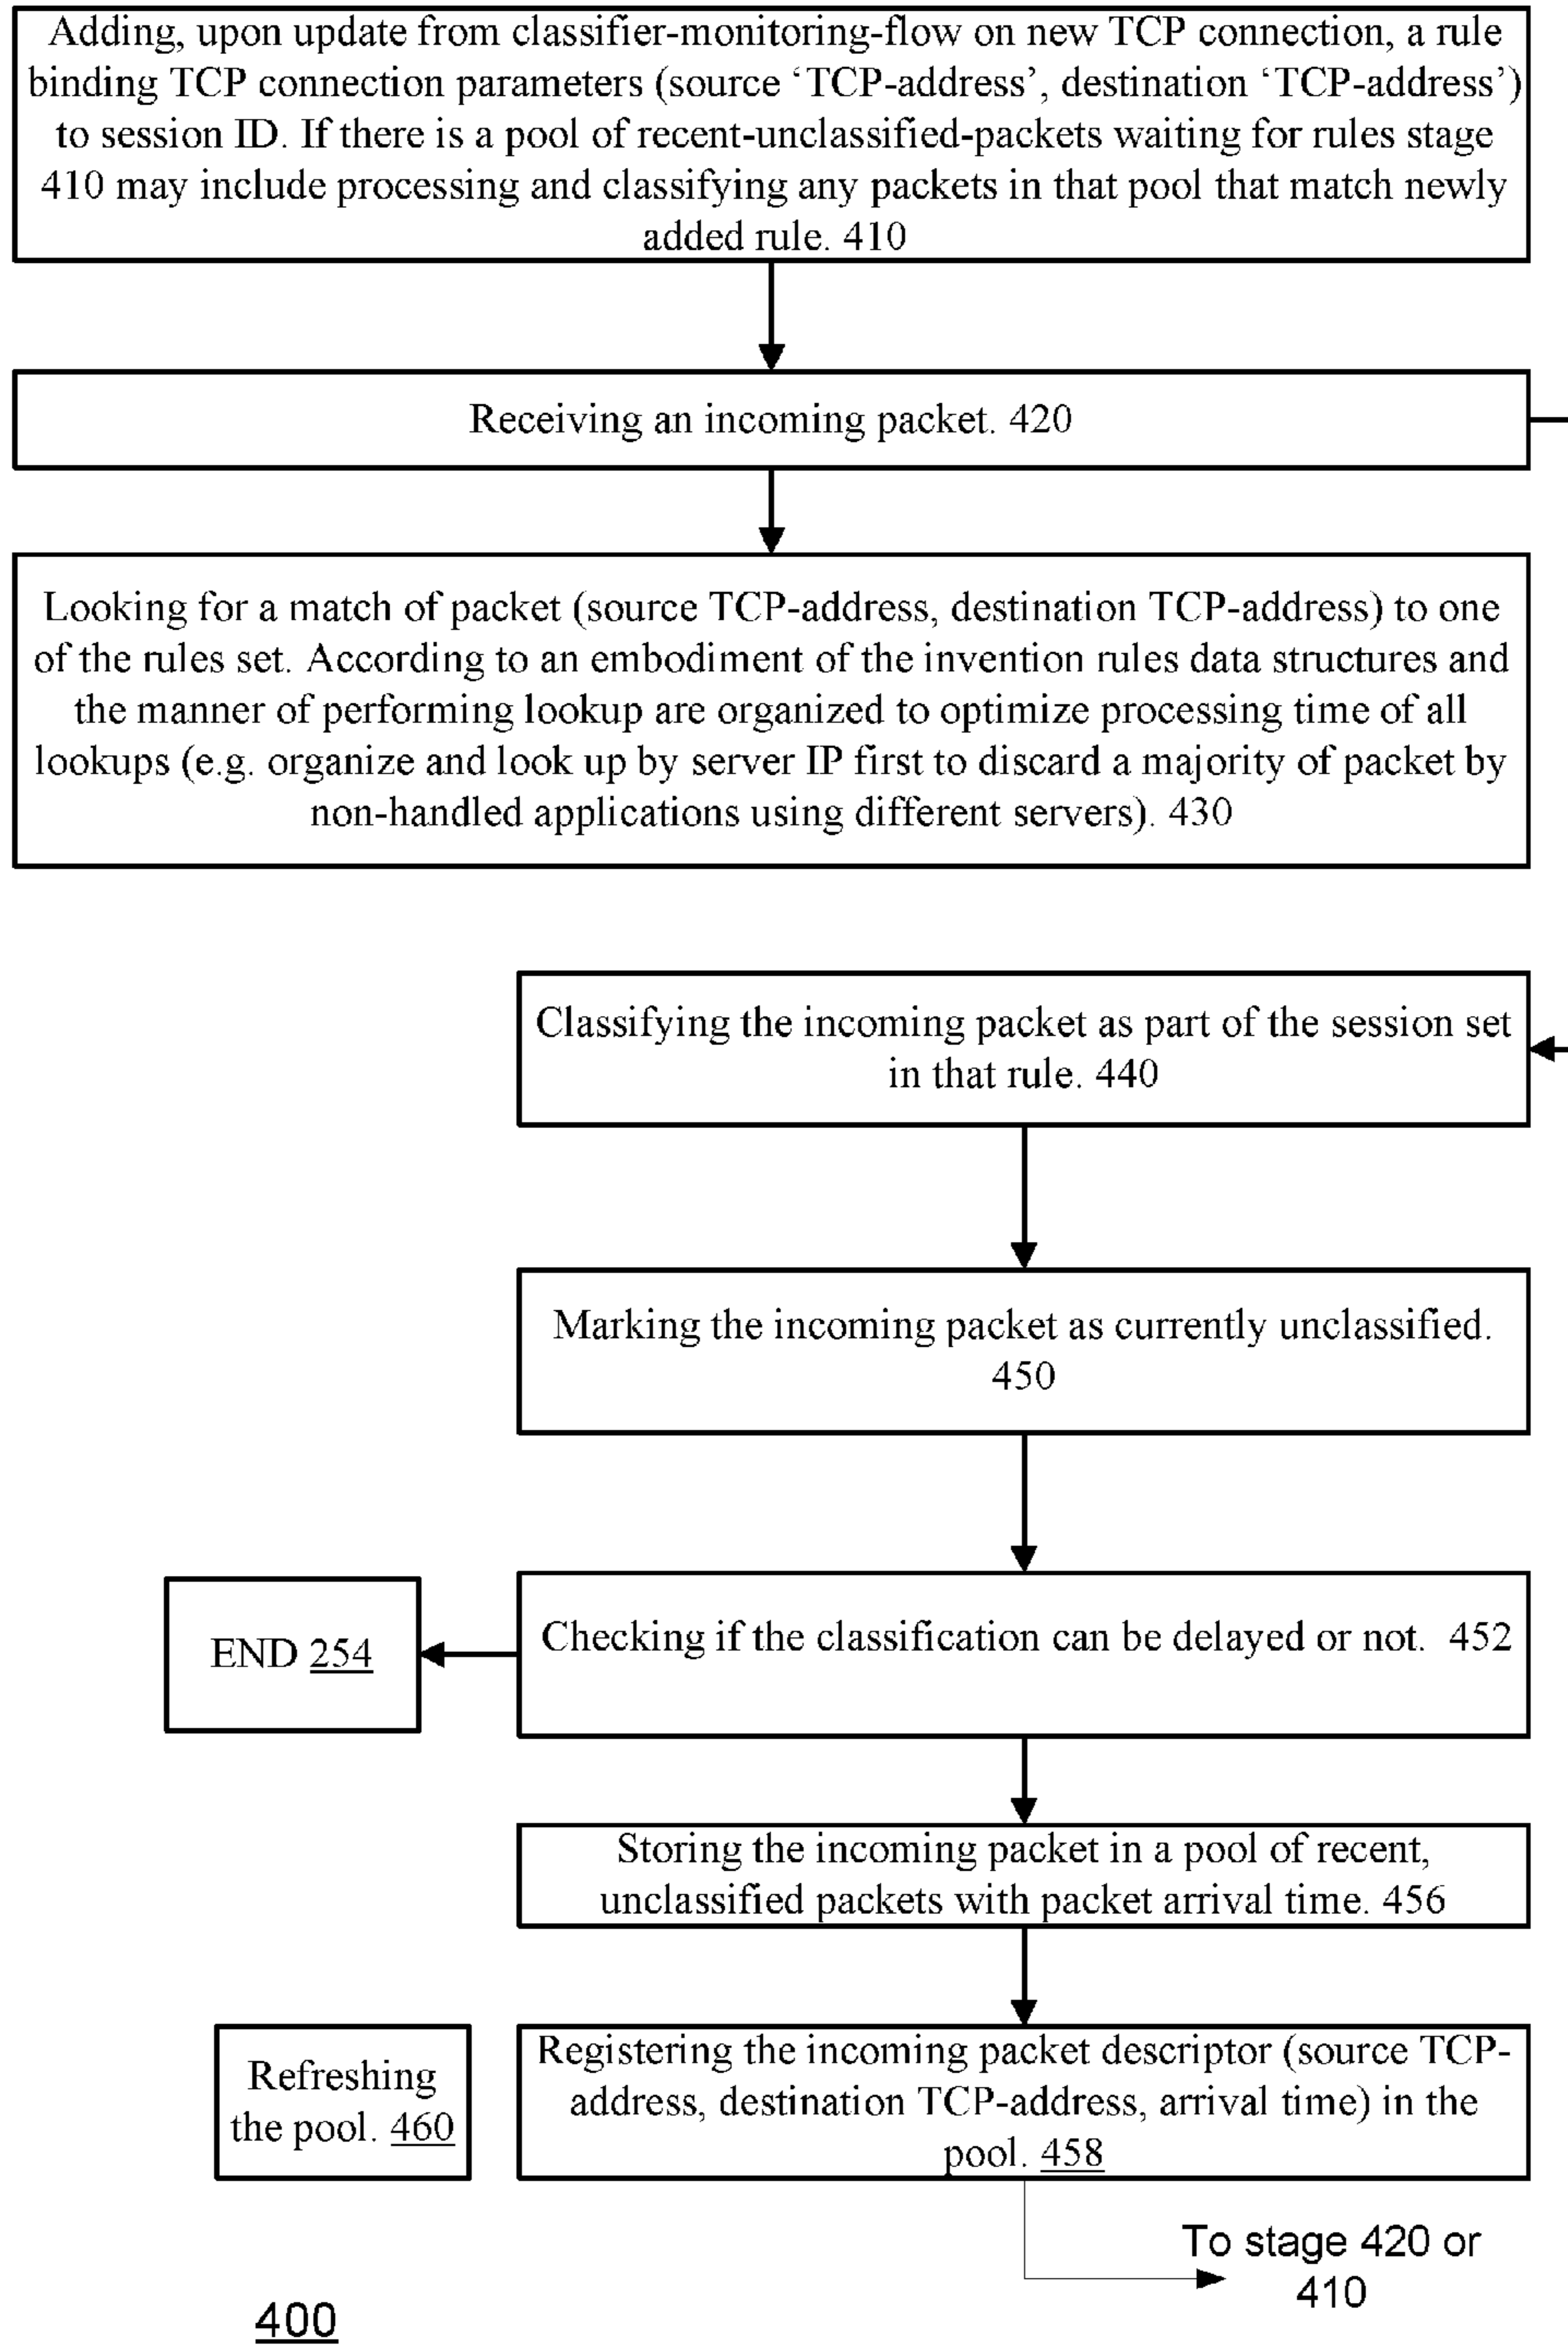 Adding, upon update from classifier-monitoring-flow on new TCP connection, a rule
binding TCP connection parameters (source ‘TCP-address’, destination ‘TCP-address’)
to session ID. If there is a pool of recent-unclassified-packets waiting for rules stage
410 may include processing and classifying any packets in that pool that match newly
added rule. 410
Receiving an incoming packet. 420
Looking for a match of packet (source TCP-address, destination TCP-address) to one
of the rules set. According to an embodiment of the invention rules data structures and
the manner of performing lookup are organized to optimize processing time of all
lookups (e.g. organize and look up by server IP first to discard a majority of packet by
non-handled applications using different servers). 430
Classifying the incoming packet as part of the session set
in that rule. 440
Marking the incoming packet as currently unclassified.
450
END 254
Checking if the classification can be delayed or not. 452
Storing the incoming packet in a pool of recent,
unclassified packets with packet arrival time. 456
Refreshing
the pool. 460
Registering the incoming packet descriptor (source TCP-
address, destination TCP-address, arrival time) in the
pool. 458
To stage 420 or
410
400